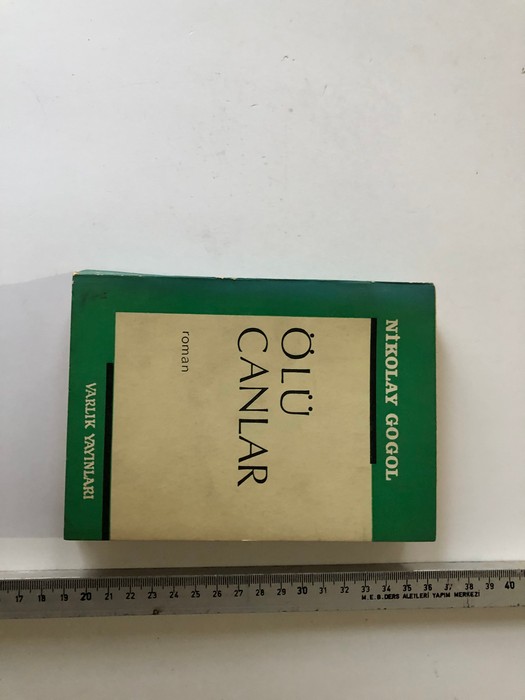 NİKOLAY GOGOL
ÖLÜ
CANLAR
roman
VARLIK YAYINLARI
17 18 19 20 21 22 23 24 25 26 27 28 29 30 31 32 33 34 35 36 37 38 39 40
M.E.B. DERS ALETLERİ YAPIM MERKEZİ